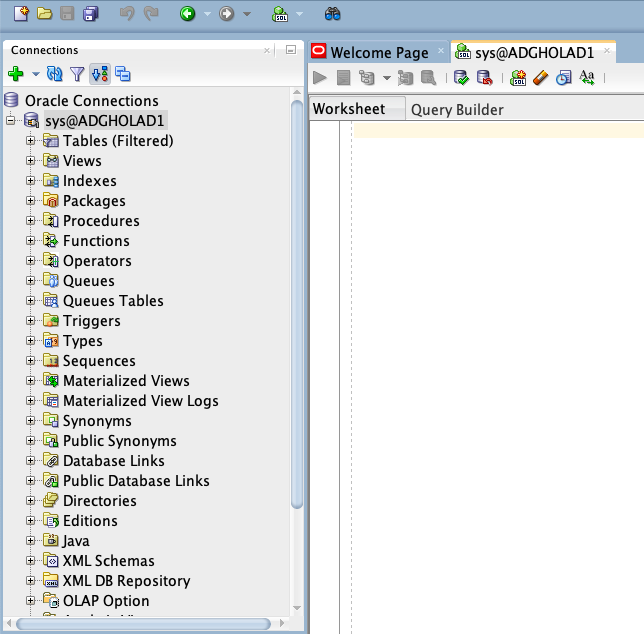 SQL
Connections
Welcome Page
sys@ADGHOLAD1
Worksheet
Query Builder
Oracle Connections
sys@ADGHOLAD1
Tables (Filtered)
Views
Indexes
Packages
Procedures
Functions
Operators
Queues
Queues Tables
Triggers
Types
Sequences
Materialized Views
Materialized View Logs
Synonyms
Public Synonyms
Database Links
Public Database Links
Directories
Editions
Java
XML Schemas
XML DB Repository
OLAP Option